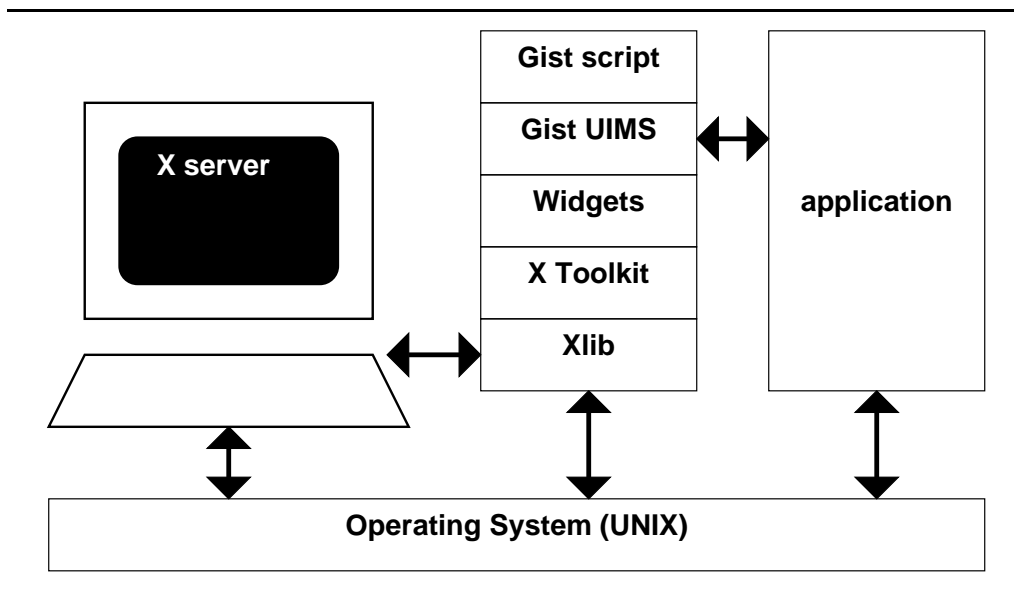 X server
Gist script
Gist UIMS
Widgets
X Toolkit
Xlib
application
Operating System (UNIX)